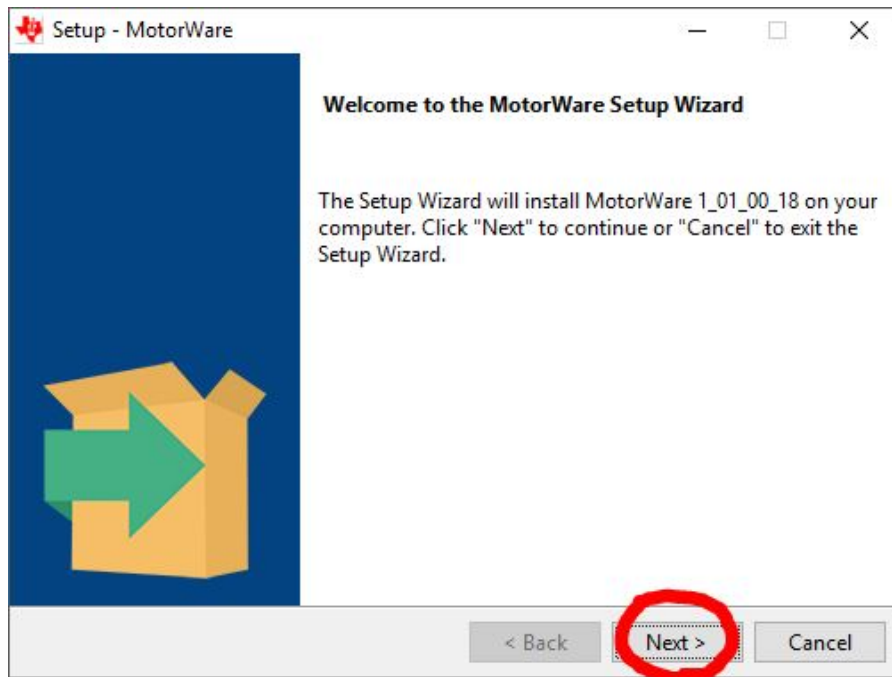 Setup - MotorWare
Welcome to the MotorWare Setup Wizard
The Setup Wizard will install MotorWare 1_01_00_18 on your
computer. Click "Next" to continue or "Cancel" to exit the
Setup Wizard.
< Back
Next >
Cancel